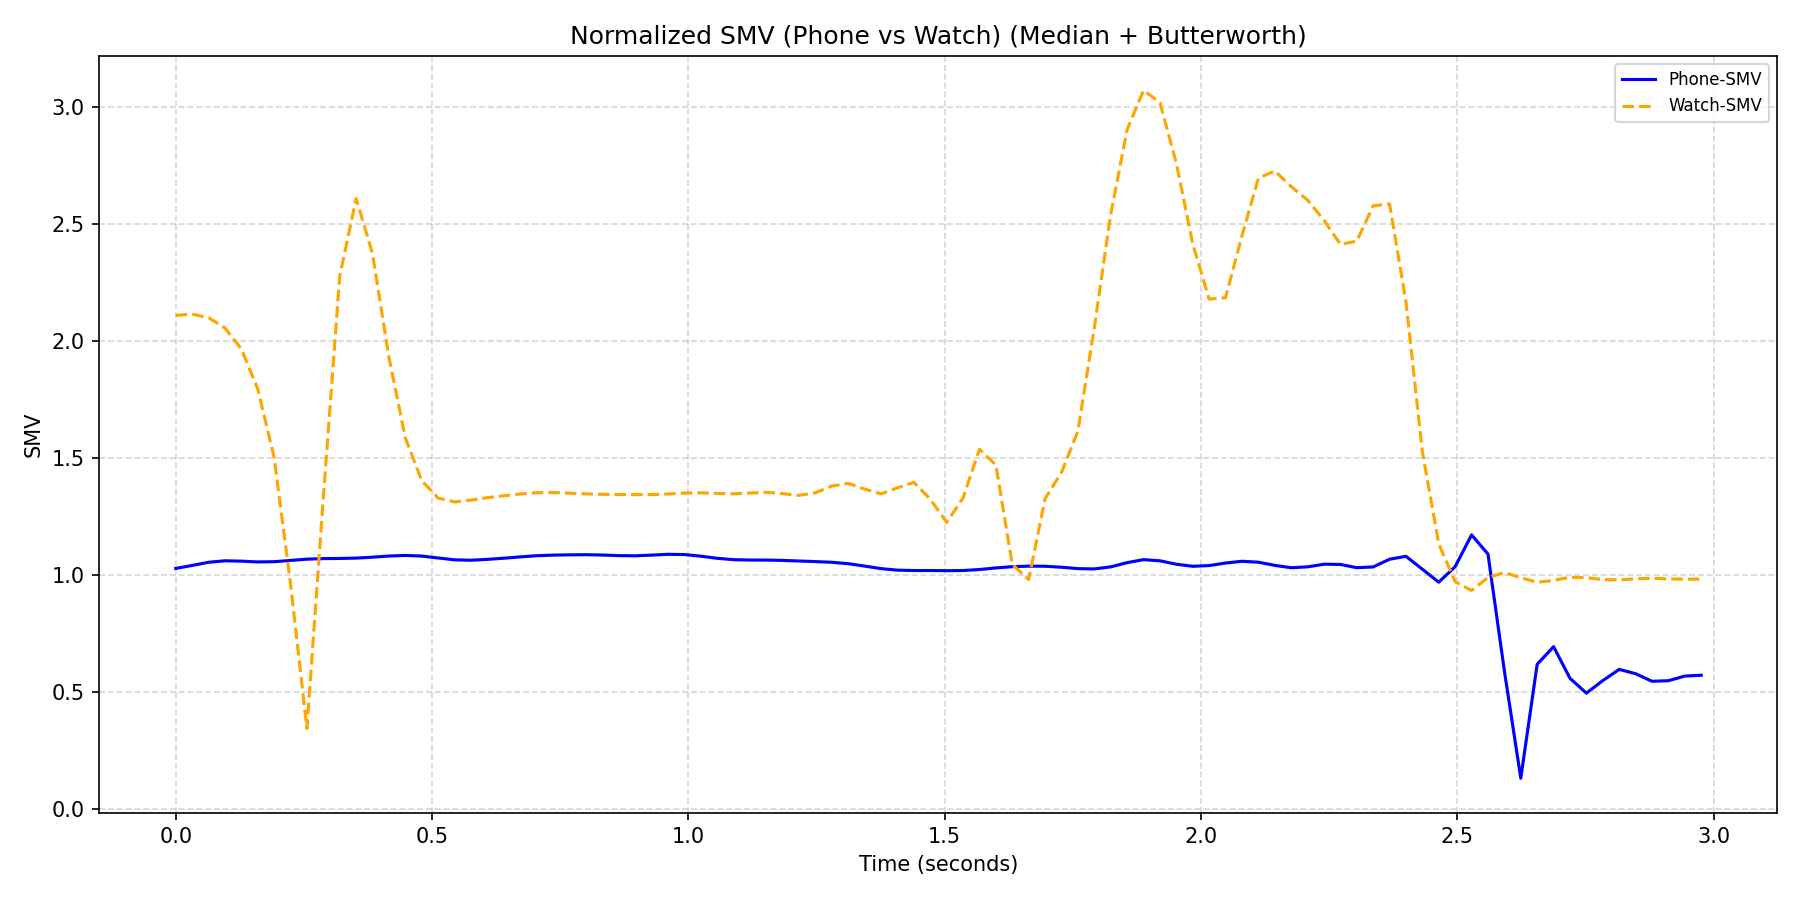 Normalized SMV (Phone vs Watch) (Median + Butterworth)
Phone-SMV
Watch-SMV
SMV
3.0
2.5
2.0
1.5
1.0
0.5
0.0
0.0 0.5 1.0 1.5 2.0 2.5 3.0
Time (seconds)